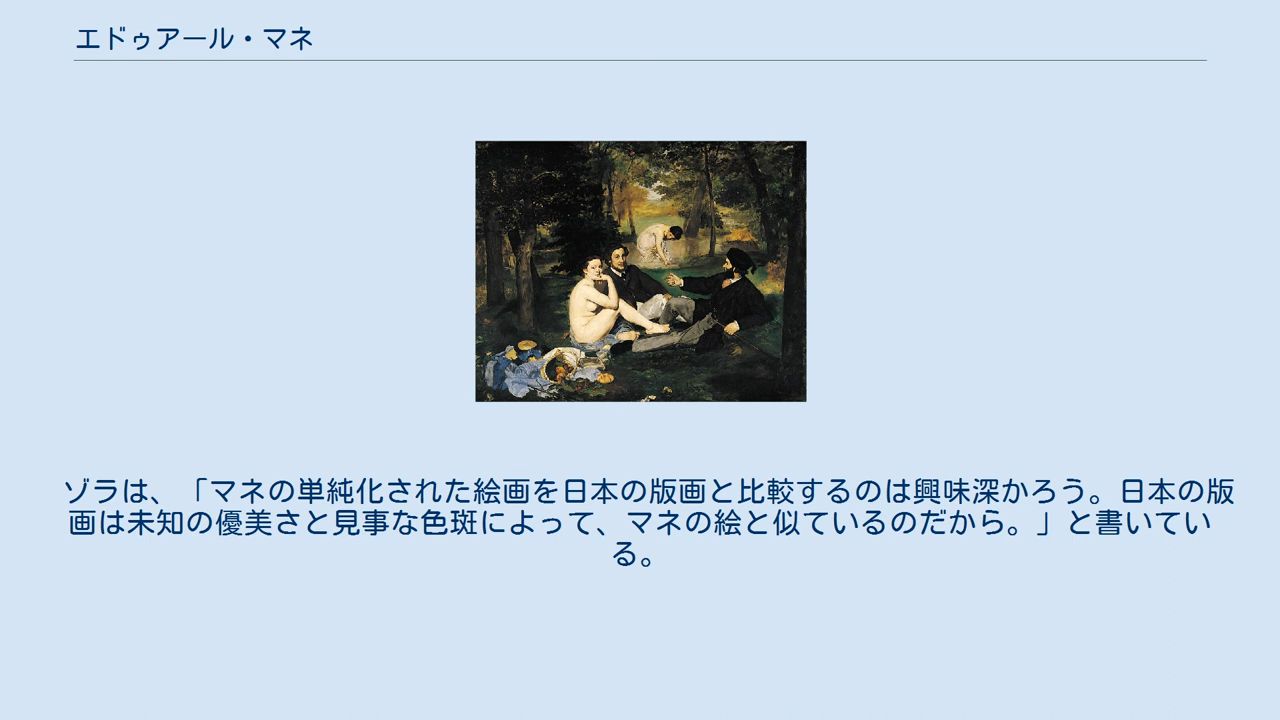 エドゥアール・マネ
ゾラは、「マネの単純化された絵画を日本の版画と比較するのは興味深かろう。日本の版
画は未知の優美さと見事な色斑によって、マネの絵と似ているのだから。」と書いてい
る。